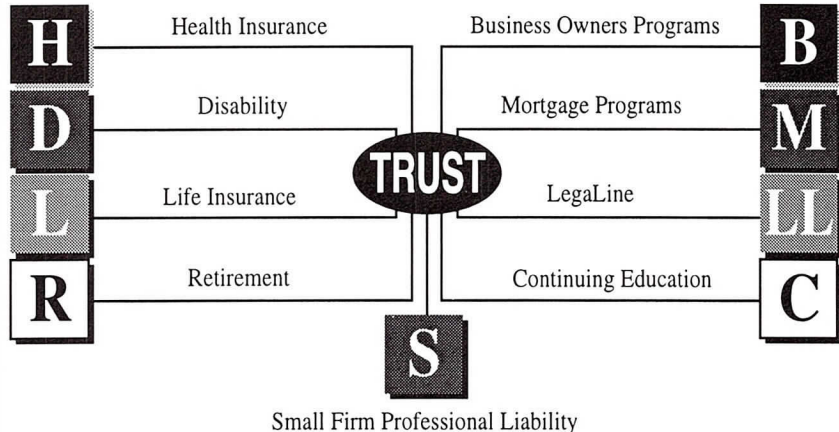 H Health Insurance Business Owners Programs B
D Disability Mortgage Programs M
TRUST
L Life Insurance LegaLine LL
R Retirement Continuing Education C
S
Small Firm Professional Liability